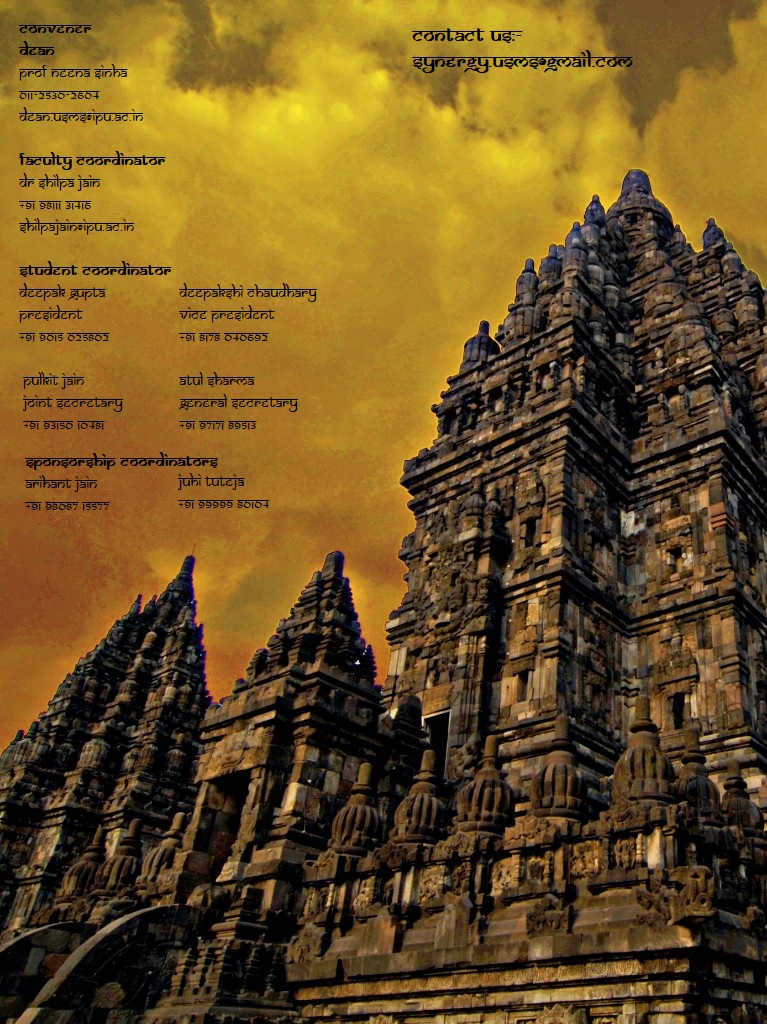 convener
dean
prof neena sinha
011-2530-2604
dean.usms@ipu.ac.in
faculty coordinator
dr shilpa jain
+91 98111 31416
shilpajain@ipu.ac.in
student coordinator
deepak gupta
president
+91 9015 025802
deepakshi chaudhary
vice president
+91 8178 040692
pulkit jain
joint secretary
+91 93150 10481
atul sharma
general secretary
+91 97171 89513
sponsorship coordinators
arihant jain
+91 98087 15577
juhi tuteja
+91 99999 80104
contact us:-
synergy.usms@gmail.com